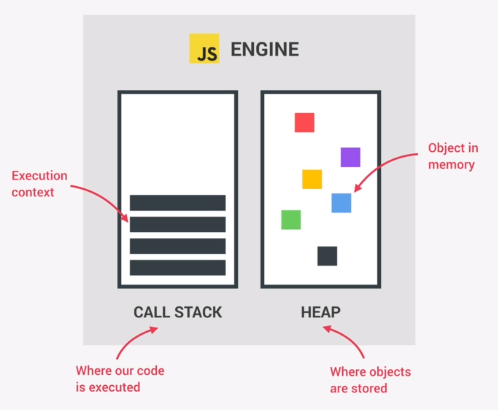 JS ENGINE
Execution
context
Object in
memory
CALL STACK
HEAP
Where our code
is executed
Where objects
are stored